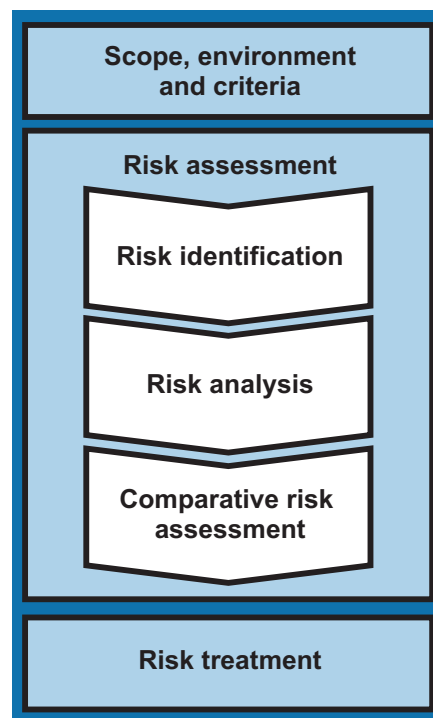 Scope, environment
and criteria
Risk assessment
Risk identification
Risk analysis
Comparative risk
assessment
Risk treatment